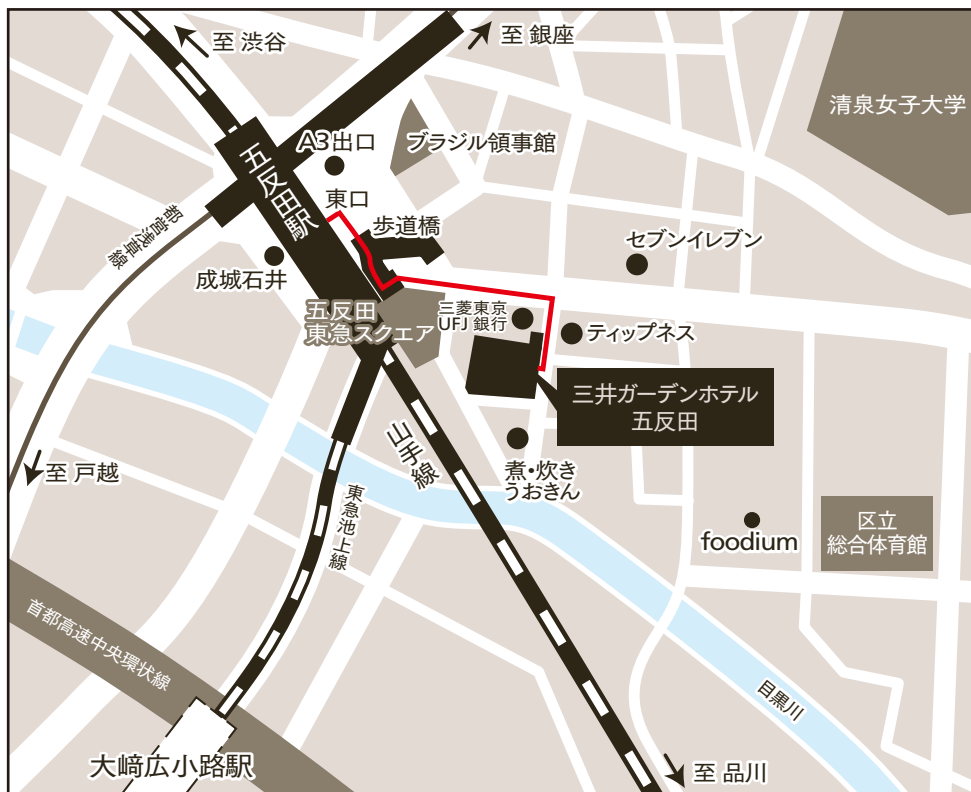 至 渋谷
至 銀座
清泉女子大学
A3出口
ブラジル領事館
五反田駅
東口
歩道橋
都営浅草線
セブンイレブン
成城石井
五反田
東急スクエア
三菱東京
UFJ 銀行
ティップネス
三井ガーデンホテル
五反田
山手線
煮・炊き
うおきん
至 戸越
東急池上線
foodium
区立
総合体育館
首都高速中央環状線
目黒川
大﨑広小路駅
至 品川